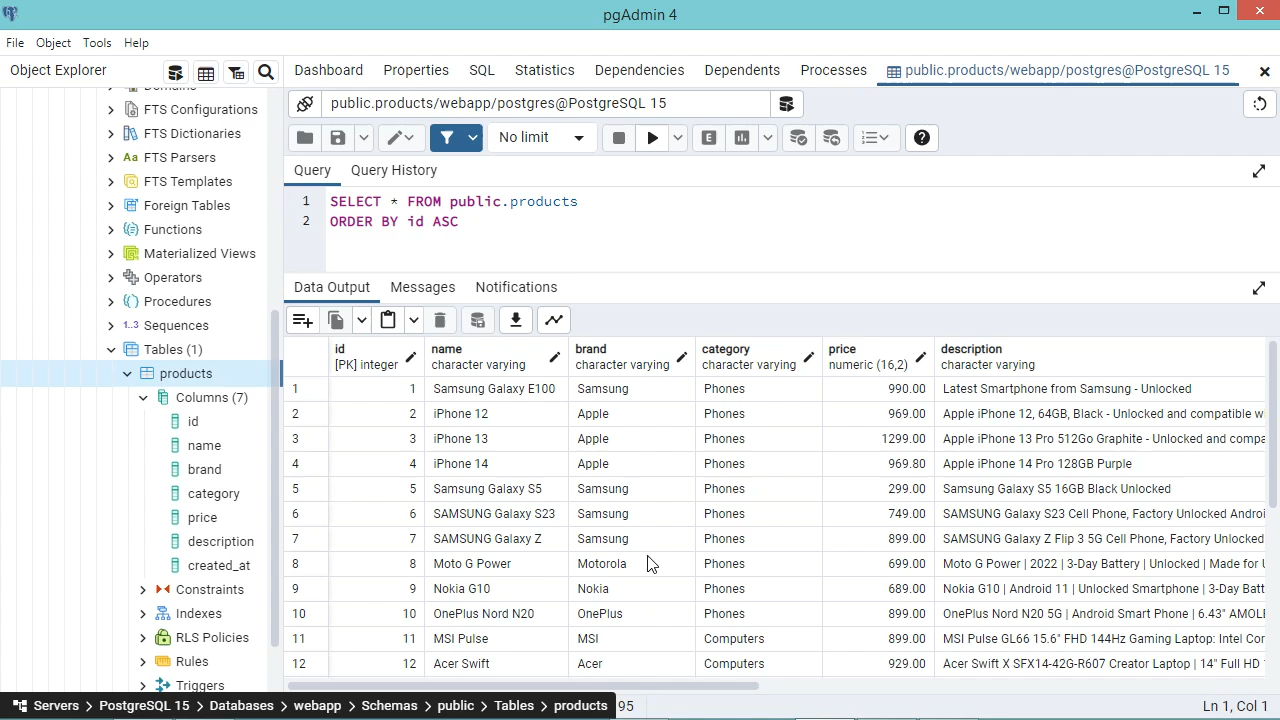 pgAdmin 4
File Object Tools Help
Object Explorer
Dashboard Properties SQL Statistics Dependencies Dependents Processes public.products/webapp/postgres@PostgreSQL 15
public.products/webapp/postgres@PostgreSQL 15
No limit
E
Query Query History
1 SELECT * FROM public.products
2 ORDER BY id ASC
Data Output Messages Notifications
Domains
FTS Configurations
FTS Dictionaries
Aa FTS Parsers
FTS Templates
Foreign Tables
Functions
Materialized Views
Operators
Procedures
1..3 Sequences
Tables (1)
products
Columns (7)
id
name
brand
category
price
description
created_at
Constraints
Indexes
RLS Policies
Rules
Triggers
id name brand category price description
[PK] integer character varying character varying character varying numeric (16,2) character varying
1 1 Samsung Galaxy E100 Samsung Phones 990.00 Latest Smartphone from Samsung - Unlocked
2 2 iPhone 12 Apple Phones 969.00 Apple iPhone 12, 64GB, Black - Unlocked and compatible w
3 3 iPhone 13 Apple Phones 1299.00 Apple iPhone 13 Pro 512Go Graphite - Unlocked and compa
4 4 iPhone 14 Apple Phones 969.80 Apple iPhone 14 Pro 128GB Purple
5 5 Samsung Galaxy S5 Samsung Phones 299.00 Samsung Galaxy S5 16GB Black Unlocked
6 6 SAMSUNG Galaxy S23 Samsung Phones 749.00 SAMSUNG Galaxy S23 Cell Phone, Factory Unlocked Androi
7 7 SAMSUNG Galaxy Z Samsung Phones 899.00 SAMSUNG Galaxy Z Flip 3 5G Cell Phone, Factory Unlocked
8 8 Moto G Power Motorola Phones 699.00 Moto G Power | 2022 | 3-Day Battery | Unlocked | Made for U
9 9 Nokia G10 Nokia Phones 689.00 Nokia G10 | Android 11 | Unlocked Smartphone | 3-Day Batt
10 10 OnePlus Nord N20 OnePlus Phones 899.00 OnePlus Nord N20 5G | Android Smart Phone | 6.43" AMOLE
11 11 MSI Pulse MSI Computers 899.00 MSI Pulse GL66 15.6" FHD 144Hz Gaming Laptop: Intel Cor
12 12 Acer Swift Acer Computers 929.00 Acer Swift X SFX14-42G-R607 Creator Laptop | 14" Full HD
Servers > PostgreSQL 15 > Databases > webapp > Schemas > public > Tables > products 95 Ln 1, Col 1